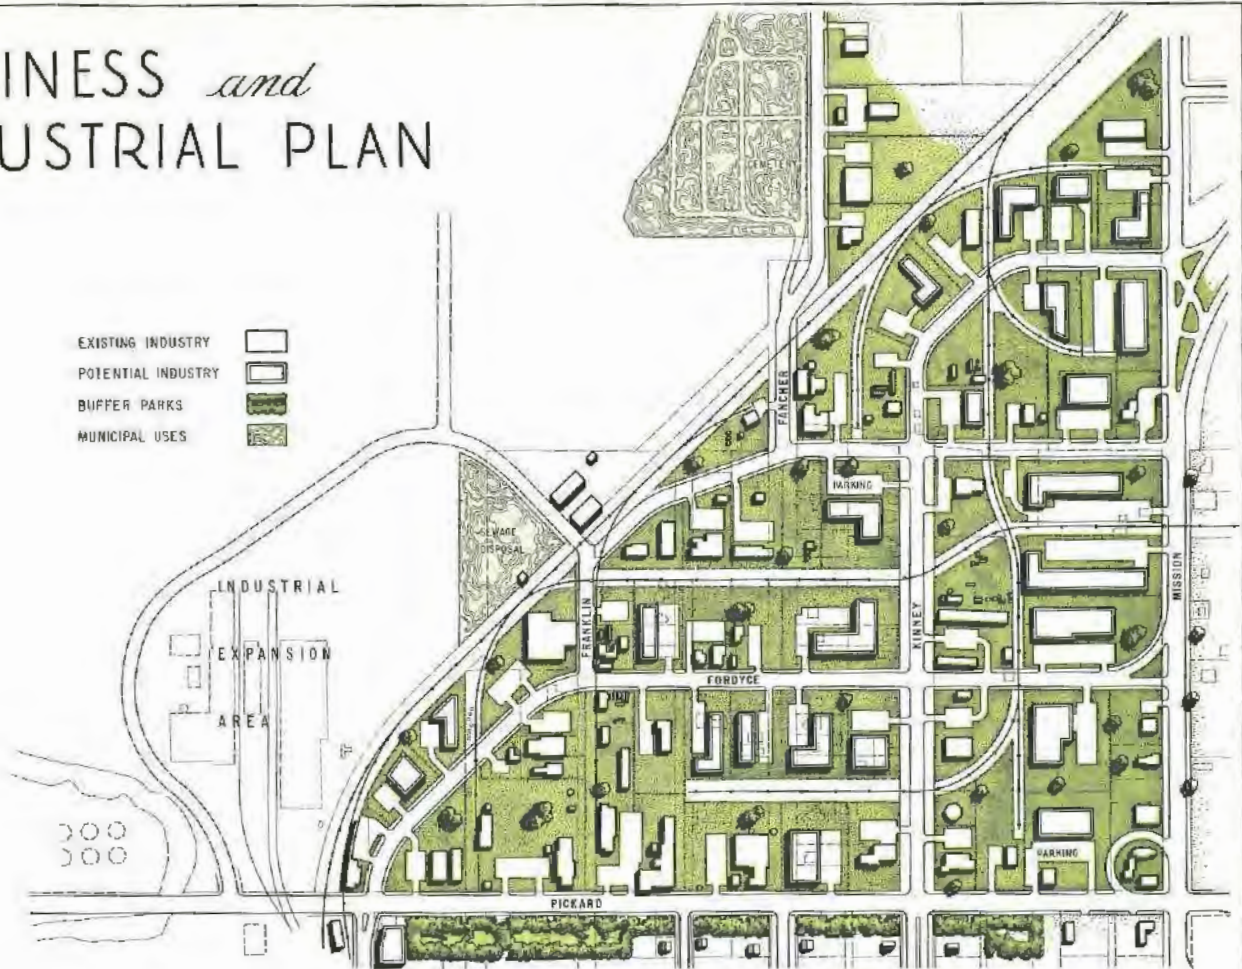 INESS and
USTRIAL PLAN
EXISTING INDUSTRY
POTENTIAL INDUSTRY
BUFFER PARKS
MUNICIPAL USES
CEMETERY
FANCHER
PARKING
SEWAGE
DISPOSAL
INDUSTRIAL
EXPANSION
AREA
FRANKLIN
KINNEY
MISSION
FORDYCE
PARKING
PICKARD